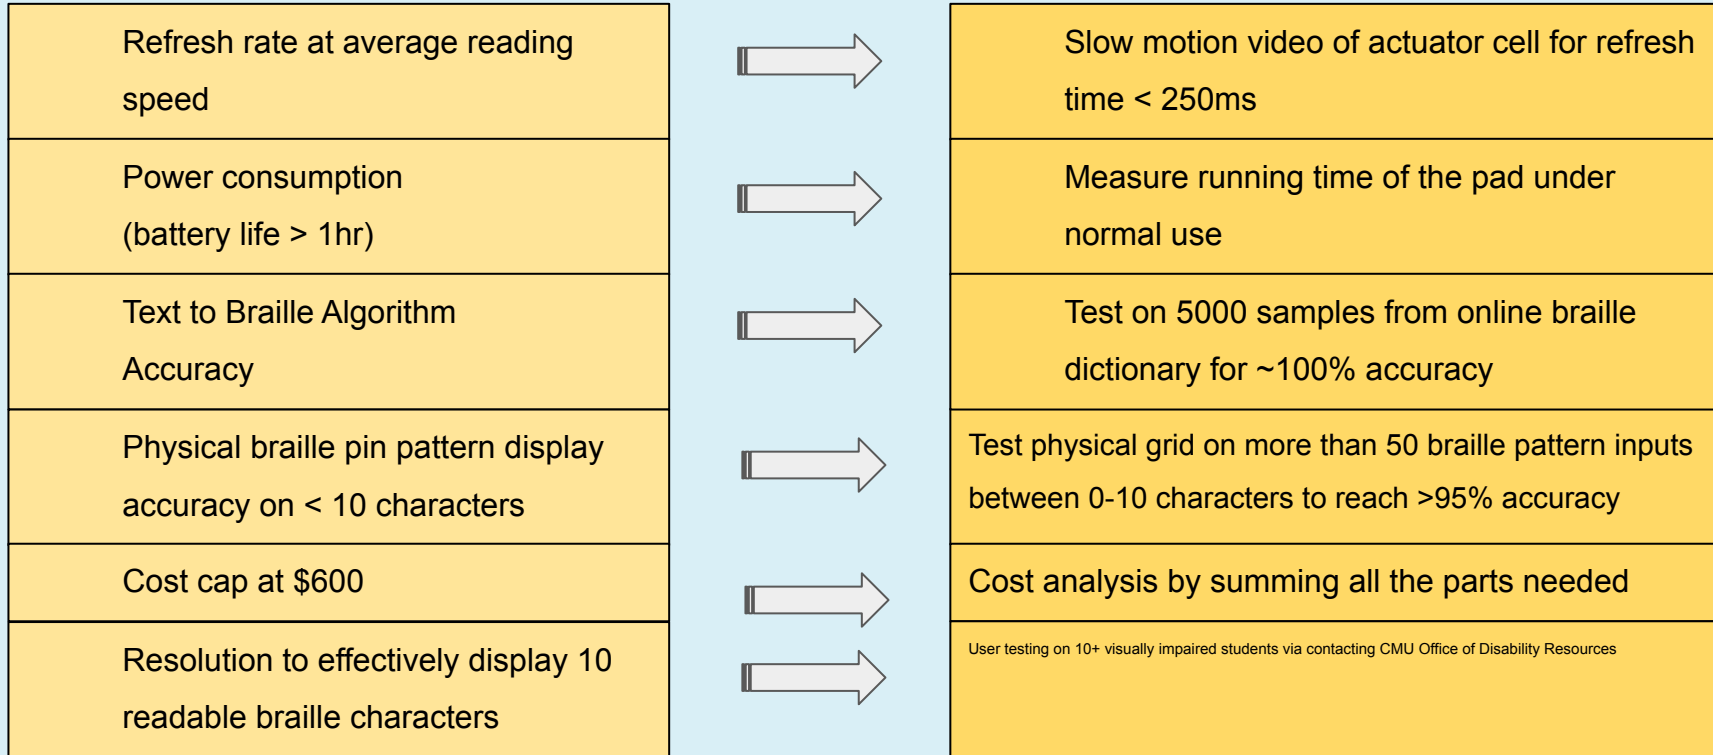 Refresh rate at average reading
speed
Slow motion video of actuator cell for refresh
time < 250ms
Power consumption
(battery life > 1hr)
Measure running time of the pad under
normal use
Text to Braille Algorithm
Accuracy
Test on 5000 samples from online braille
dictionary for ~100% accuracy
Physical braille pin pattern display
accuracy on < 10 characters
Test physical grid on more than 50 braille pattern inputs
between 0-10 characters to reach >95% accuracy
Cost cap at $600
Cost analysis by summing all the parts needed
Resolution to effectively display 10
readable braille characters
User testing on 10+ visually impaired students via contacting CMU Office of Disability Resources